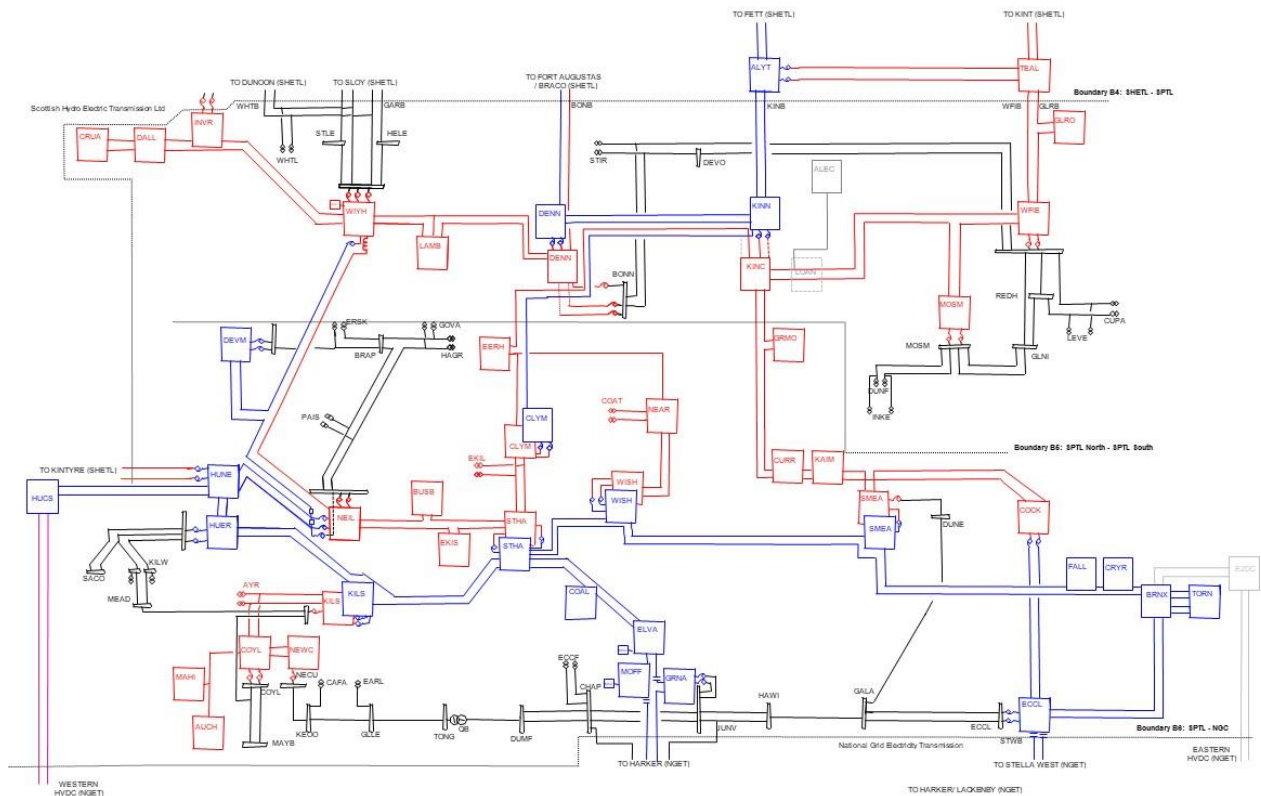 TO FETT (SHETL)
TO KINT (SHETL)
ALYT
TEAL
TO DUNOON (SHETL)
TO SLOY (SHETL)
TO FORT AUGUSTAS
/ BRACO (SHETL)
Boundary B4: SHETL - SPTL
Scottish Hydro Electric Transmission Ltd
WHTB
GARB
BONB
KINB
WFIB
GLRB
INVR
GLRO
CRUA
DALL
STLE
HELE
WHTL
STIR
DEVO
ALEC
WIYH
DENN
KINN
WFIE
LAMB
DENN
KINC
LOAN
BONN
REDH
MOSM
CUPA
LEVE
DEVM
ERSK
GOVA
BRAP
HAGR
EERH
GRMO
MOSM
GLNI
DUNF
INKE
COAT
NEAR
PAIS
CLYM
CLYM
Boundary B5: SPTL North - SPTL South
TO KINTYRE (SHETL)
HUNE
EKIL
CURR
KAIM
HUCS
BUSB
WISH
WISH
SMEA
COCK
NEIL
HUER
STHA
DUNE
SMEA
EKIS
STHA
SACO
KILW
FALL
CRYR
EJDC
MEAD
AYR
KILS
KILS
COAL
BRNX
TORN
ELVA
COYL
NEWC
MAHI
NECU
CAFA
EARL
ECCF
MOFF
GRNA
COYL
CHAP
HAWI
GALA
ECCL
ECCL
AUCH
KEOO
GLLE
TONG
QB
DUMF
JUNV
MAYB
STWB
Boundary B6: SPTL - NGC
National Grid Electricity Transmission
TO HARKER (NGET)
TO STELLA WEST (NGET)
EASTERN
HVDC (NGET)
WESTERN
HVDC (NGET)
TO HARKER/ LACKENBY (NGET)